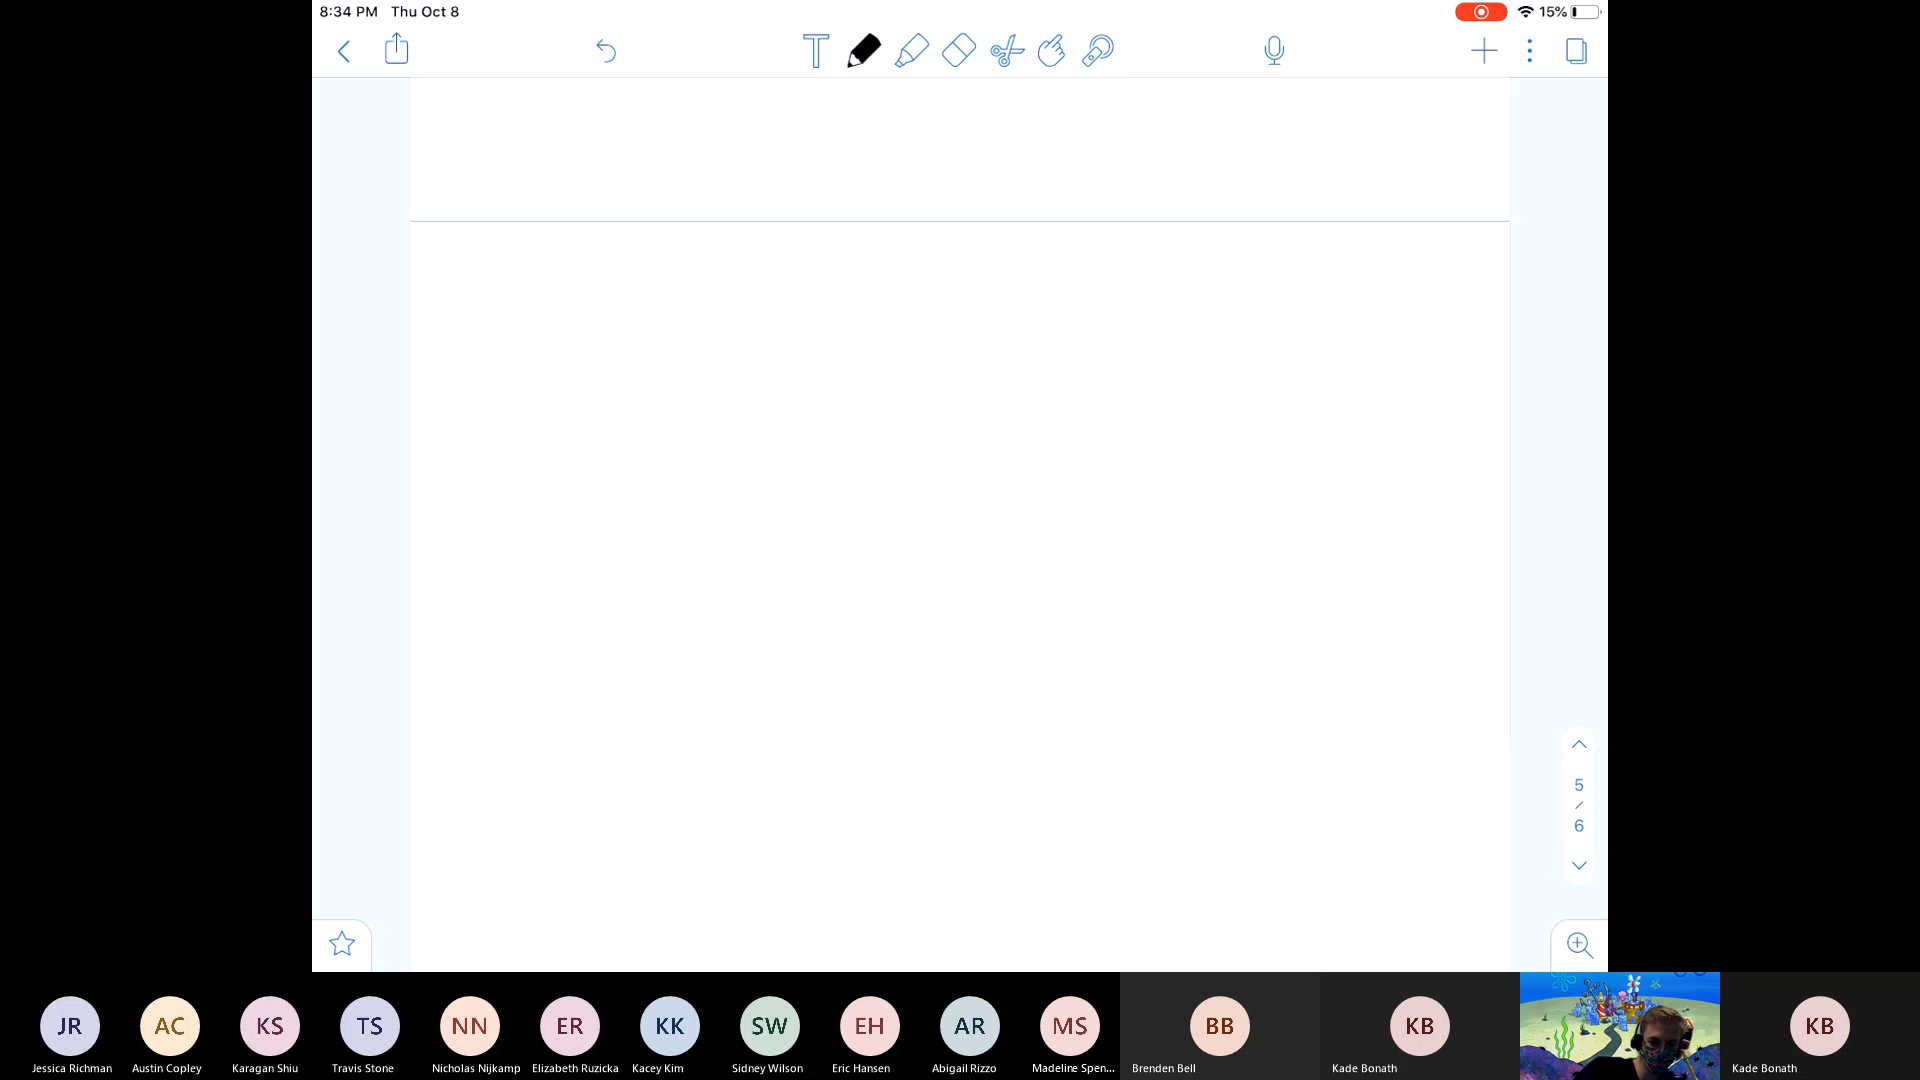 8:34 PM Thu Oct 8
15%
T
5
/
6
JR
AC
KS
TS
NN
ER
KK
SW
EH
AR
MS
BB
KB
KB
Jessica Richman
Austin Copley
Karagan Shiu
Travis Stone
Nicholas Nijkamp
Elizabeth Ruzicka
Kacey Kim
Sidney Wilson
Eric Hansen
Abigail Rizzo
Madeline Spen...
Brenden Bell
Kade Bonath
Kade Bonath